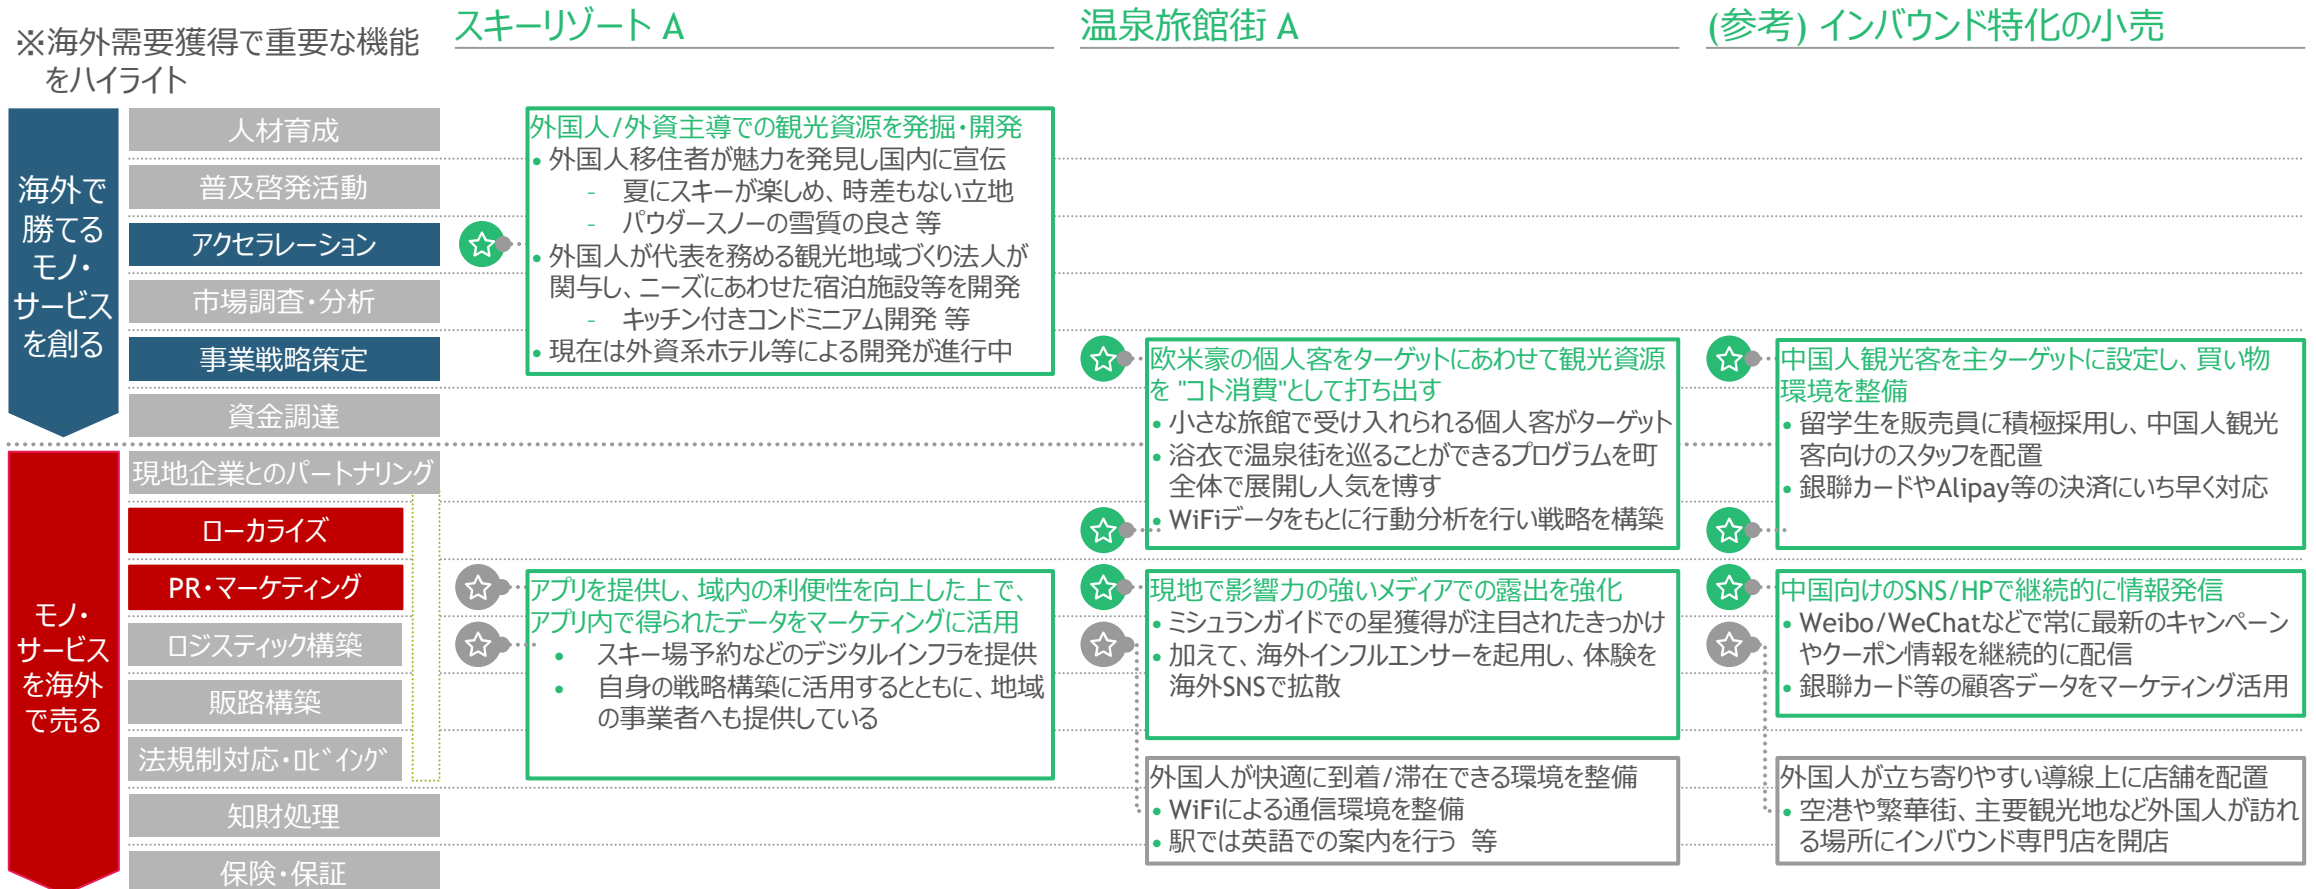 ※海外需要獲得で重要な機能
をハイライト
スキーリゾート A
温泉旅館街 A
(参考) インバウンド特化の小売
海外で
勝てる
モノ・
サービス
を創る
人材育成
普及啓発活動
アクセラレーション
市場調査・分析
事業戦略策定
資金調達
モノ・
サービス
を海外
で売る
現地企業とのパートナリング
ローカライズ
PR・マーケティング
ロジスティック構築
販路構築
法規制対応・ﾛﾋﾞｲﾝｸﾞ
知財処理
保険・保証
外国人/外資主導での観光資源を発掘・開発
• 外国人移住者が魅力を発見し国内に宣伝
- 夏にスキーが楽しめ、時差もない立地
- パウダースノーの雪質の良さ 等
• 外国人が代表を務める観光地域づくり法人が
関与し、ニーズにあわせた宿泊施設等を開発
- キッチン付きコンドミニアム開発 等
• 現在は外資系ホテル等による開発が進行中
アプリを提供し、域内の利便性を向上した上で、
アプリ内で得られたデータをマーケティングに活用
• スキー場予約などのデジタルインフラを提供
• 自身の戦略構築に活用するとともに、地域
の事業者へも提供している
欧米豪の個人客をターゲットにあわせて観光資源
を "コト消費"として打ち出す
• 小さな旅館で受け入れられる個人客がターゲット
• 浴衣で温泉街を巡ることができるプログラムを町
全体で展開し人気を博す
• WiFiデータをもとに行動分析を行い戦略を構築
現地で影響力の強いメディアでの露出を強化
• ミシュランガイドでの星獲得が注目されたきっかけ
• 加えて、海外インフルエンサーを起用し、体験を
海外SNSで拡散
外国人が快適に到着/滞在できる環境を整備
• WiFiによる通信環境を整備
• 駅では英語での案内を行う 等
中国人観光客を主ターゲットに設定し、買い物
環境を整備
• 留学生を販売員に積極採用し、中国人観光
客向けのスタッフを配置
• 銀聯カードやAlipay等の決済にいち早く対応
中国向けのSNS/HPで継続的に情報発信
• Weibo/WeChatなどで常に最新のキャンペーン
やクーポン情報を継続的に配信
• 銀聯カード等の顧客データをマーケティング活用
外国人が立ち寄りやすい導線上に店舗を配置
• 空港や繁華街、主要観光地など外国人が訪れ
る場所にインバウンド専門店を開店